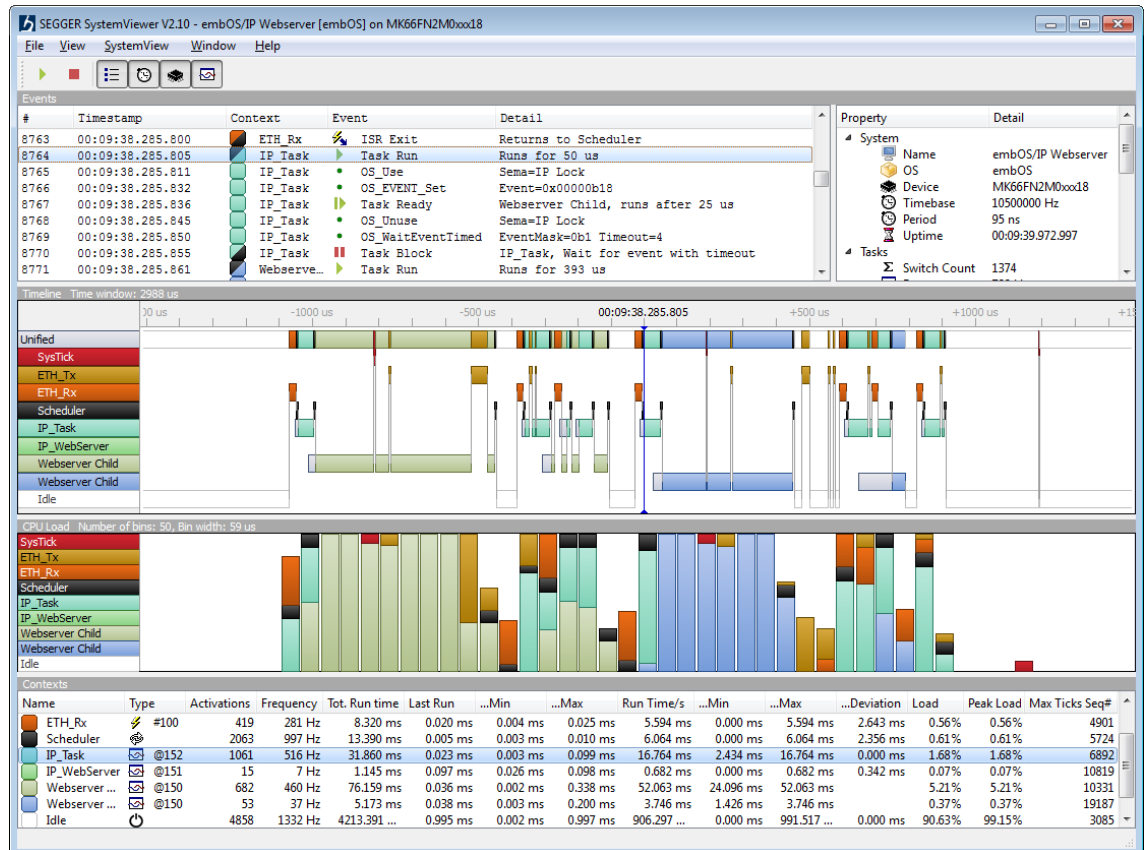 SEGGER SystemViewer V2.10 - embOS/IP Webserver [embOS] on MK66FN2M0xxx18
File View SystemView Window Help
Events
# Timestamp Context Event Detail
8763 00:09:38.285.800 ETH_Rx ISR Exit Returns to Scheduler
8764 00:09:38.285.805 IP_Task Task Run Runs for 50 us
8765 00:09:38.285.811 IP_Task OS_Use Sema=IP Lock
8766 00:09:38.285.832 IP_Task OS_EVENT_Set Event=0x00000b18
8767 00:09:38.285.836 IP_Task Task Ready Webserver Child, runs after 25 us
8768 00:09:38.285.845 IP_Task OS_Unuse Sema=IP Lock
8769 00:09:38.285.850 IP_Task OS_WaitEventTimed EventMask=0b1 Timeout=4
8770 00:09:38.285.855 IP_Task Task Block IP_Task, Wait for event with timeout
8771 00:09:38.285.861 Webserve... Task Run Runs for 393 us
Property Detail
System
Name embOS/IP Webserver
OS embOS
Device MK66FN2M0xxx18
Timebase 10500000 Hz
Period 95 ns
Uptime 00:09:39.972.997
Tasks
Switch Count 1374
Timeline Time window: 2988 us
00 us -1000 us -500 us 00:09:38.285.805 +500 us +1000 us +15
Unified
SysTick
ETH_Tx
ETH_Rx
Scheduler
IP_Task
IP_WebServer
Webserver Child
Webserver Child
Idle
CPU Load Number of bins: 50, Bin width: 59 us
SysTick
ETH_Tx
ETH_Rx
Scheduler
IP_Task
IP_WebServer
Webserver Child
Webserver Child
Idle
Contexts
Name Type Activations Frequency Tot. Run time Last Run ...Min ...Max Run Time/s ...Min ...Max ...Deviation Load Peak Load Max Ticks Seq#
ETH_Rx #100 419 281 Hz 8.320 ms 0.020 ms 0.004 ms 0.025 ms 5.594 ms 0.000 ms 5.594 ms 2.643 ms 0.56% 0.56% 4901
Scheduler 2063 997 Hz 13.390 ms 0.005 ms 0.003 ms 0.010 ms 6.064 ms 0.000 ms 6.064 ms 2.356 ms 0.61% 0.61% 5724
IP_Task @152 1061 516 Hz 31.860 ms 0.023 ms 0.003 ms 0.099 ms 16.764 ms 2.434 ms 16.764 ms 0.000 ms 1.68% 1.68% 6892
IP_WebServer @151 15 7 Hz 1.145 ms 0.097 ms 0.026 ms 0.098 ms 0.682 ms 0.000 ms 0.682 ms 0.342 ms 0.07% 0.07% 10819
Webserver ... @150 682 460 Hz 76.159 ms 0.036 ms 0.002 ms 0.338 ms 52.063 ms 24.096 ms 52.063 ms 5.21% 5.21% 10331
Webserver ... @150 53 37 Hz 5.173 ms 0.038 ms 0.003 ms 0.200 ms 3.746 ms 1.426 ms 3.746 ms 0.37% 0.37% 19187
Idle 4858 1332 Hz 4213.391 ... 0.995 ms 0.002 ms 0.997 ms 906.297 ... 0.000 ms 991.517 ... 0.000 ms 90.63% 99.15% 3085